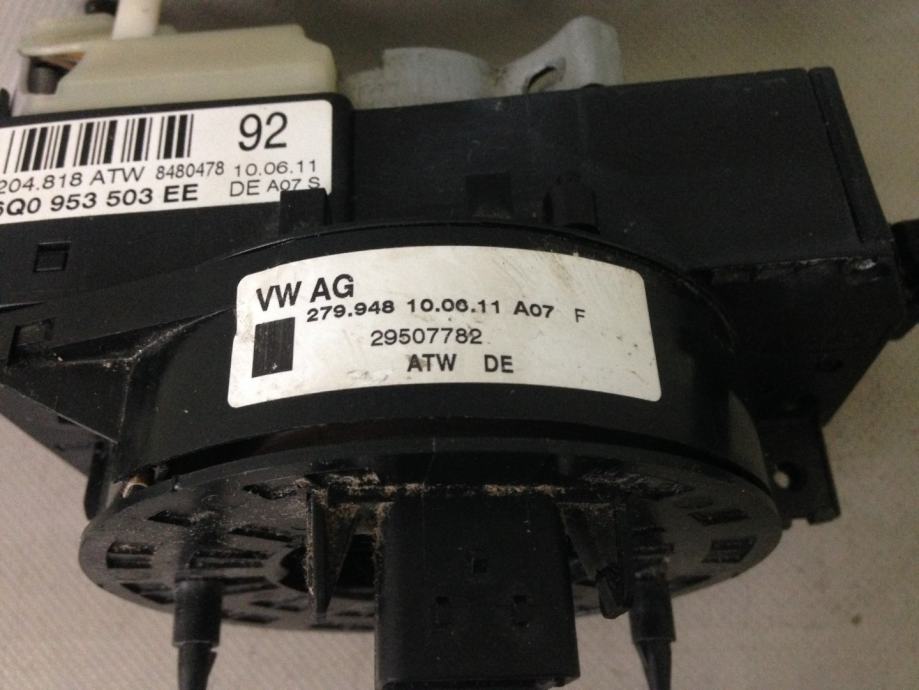 92
204.818 ATW 8480478 10.06.11
6Q0 953 503 EE DE A07 S
VW AG
279.948 10.06.11 A07 F
29507782
ATW DE